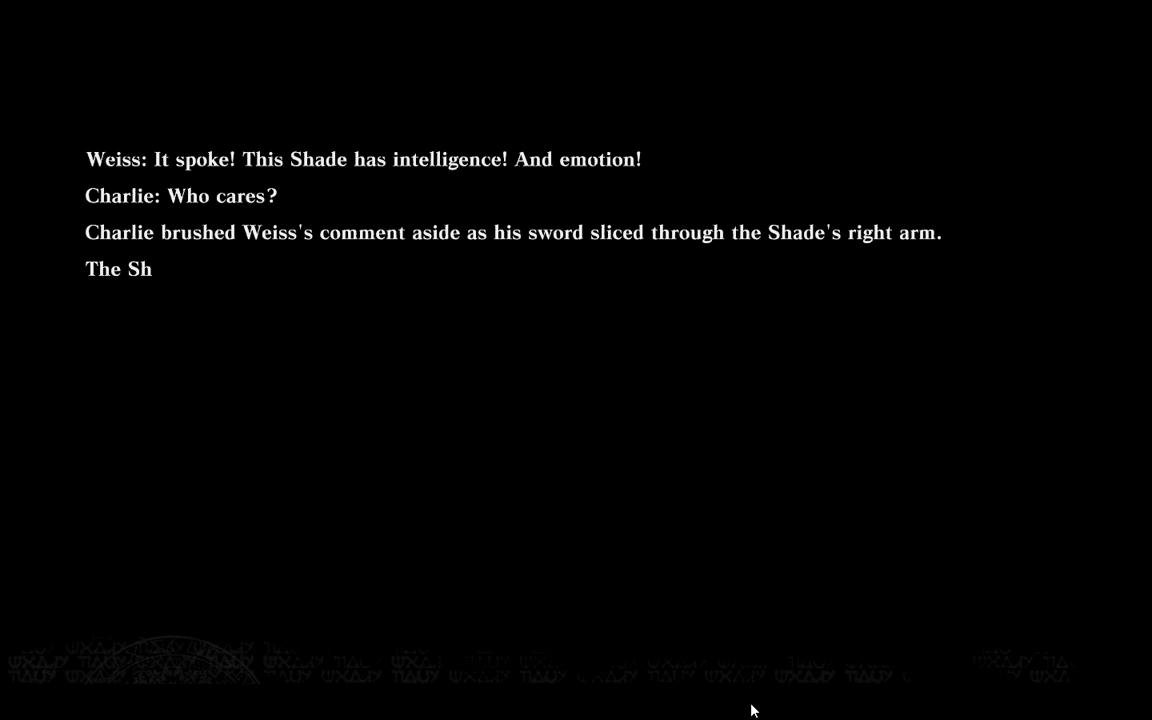 Weiss: It spoke! This Shade has intelligence! And emotion!
Charlie: Who cares?
Charlie brushed Weiss's comment aside as his sword sliced through the Shade's right arm.
The Sh